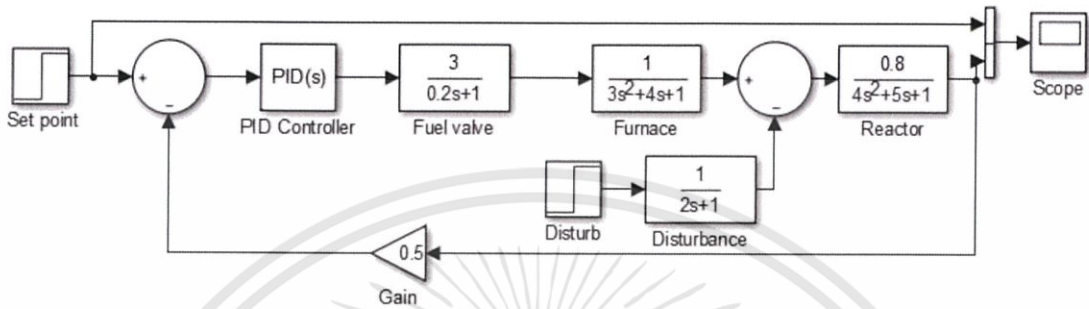 Set point
+
−
PID(s)
PID Controller
3
0.2s+1
Fuel valve
1
3s²+4s+1
Furnace
+
−
0.8
4s²+5s+1
Reactor
Scope
Disturb
1
2s+1
Disturbance
0.5
Gain